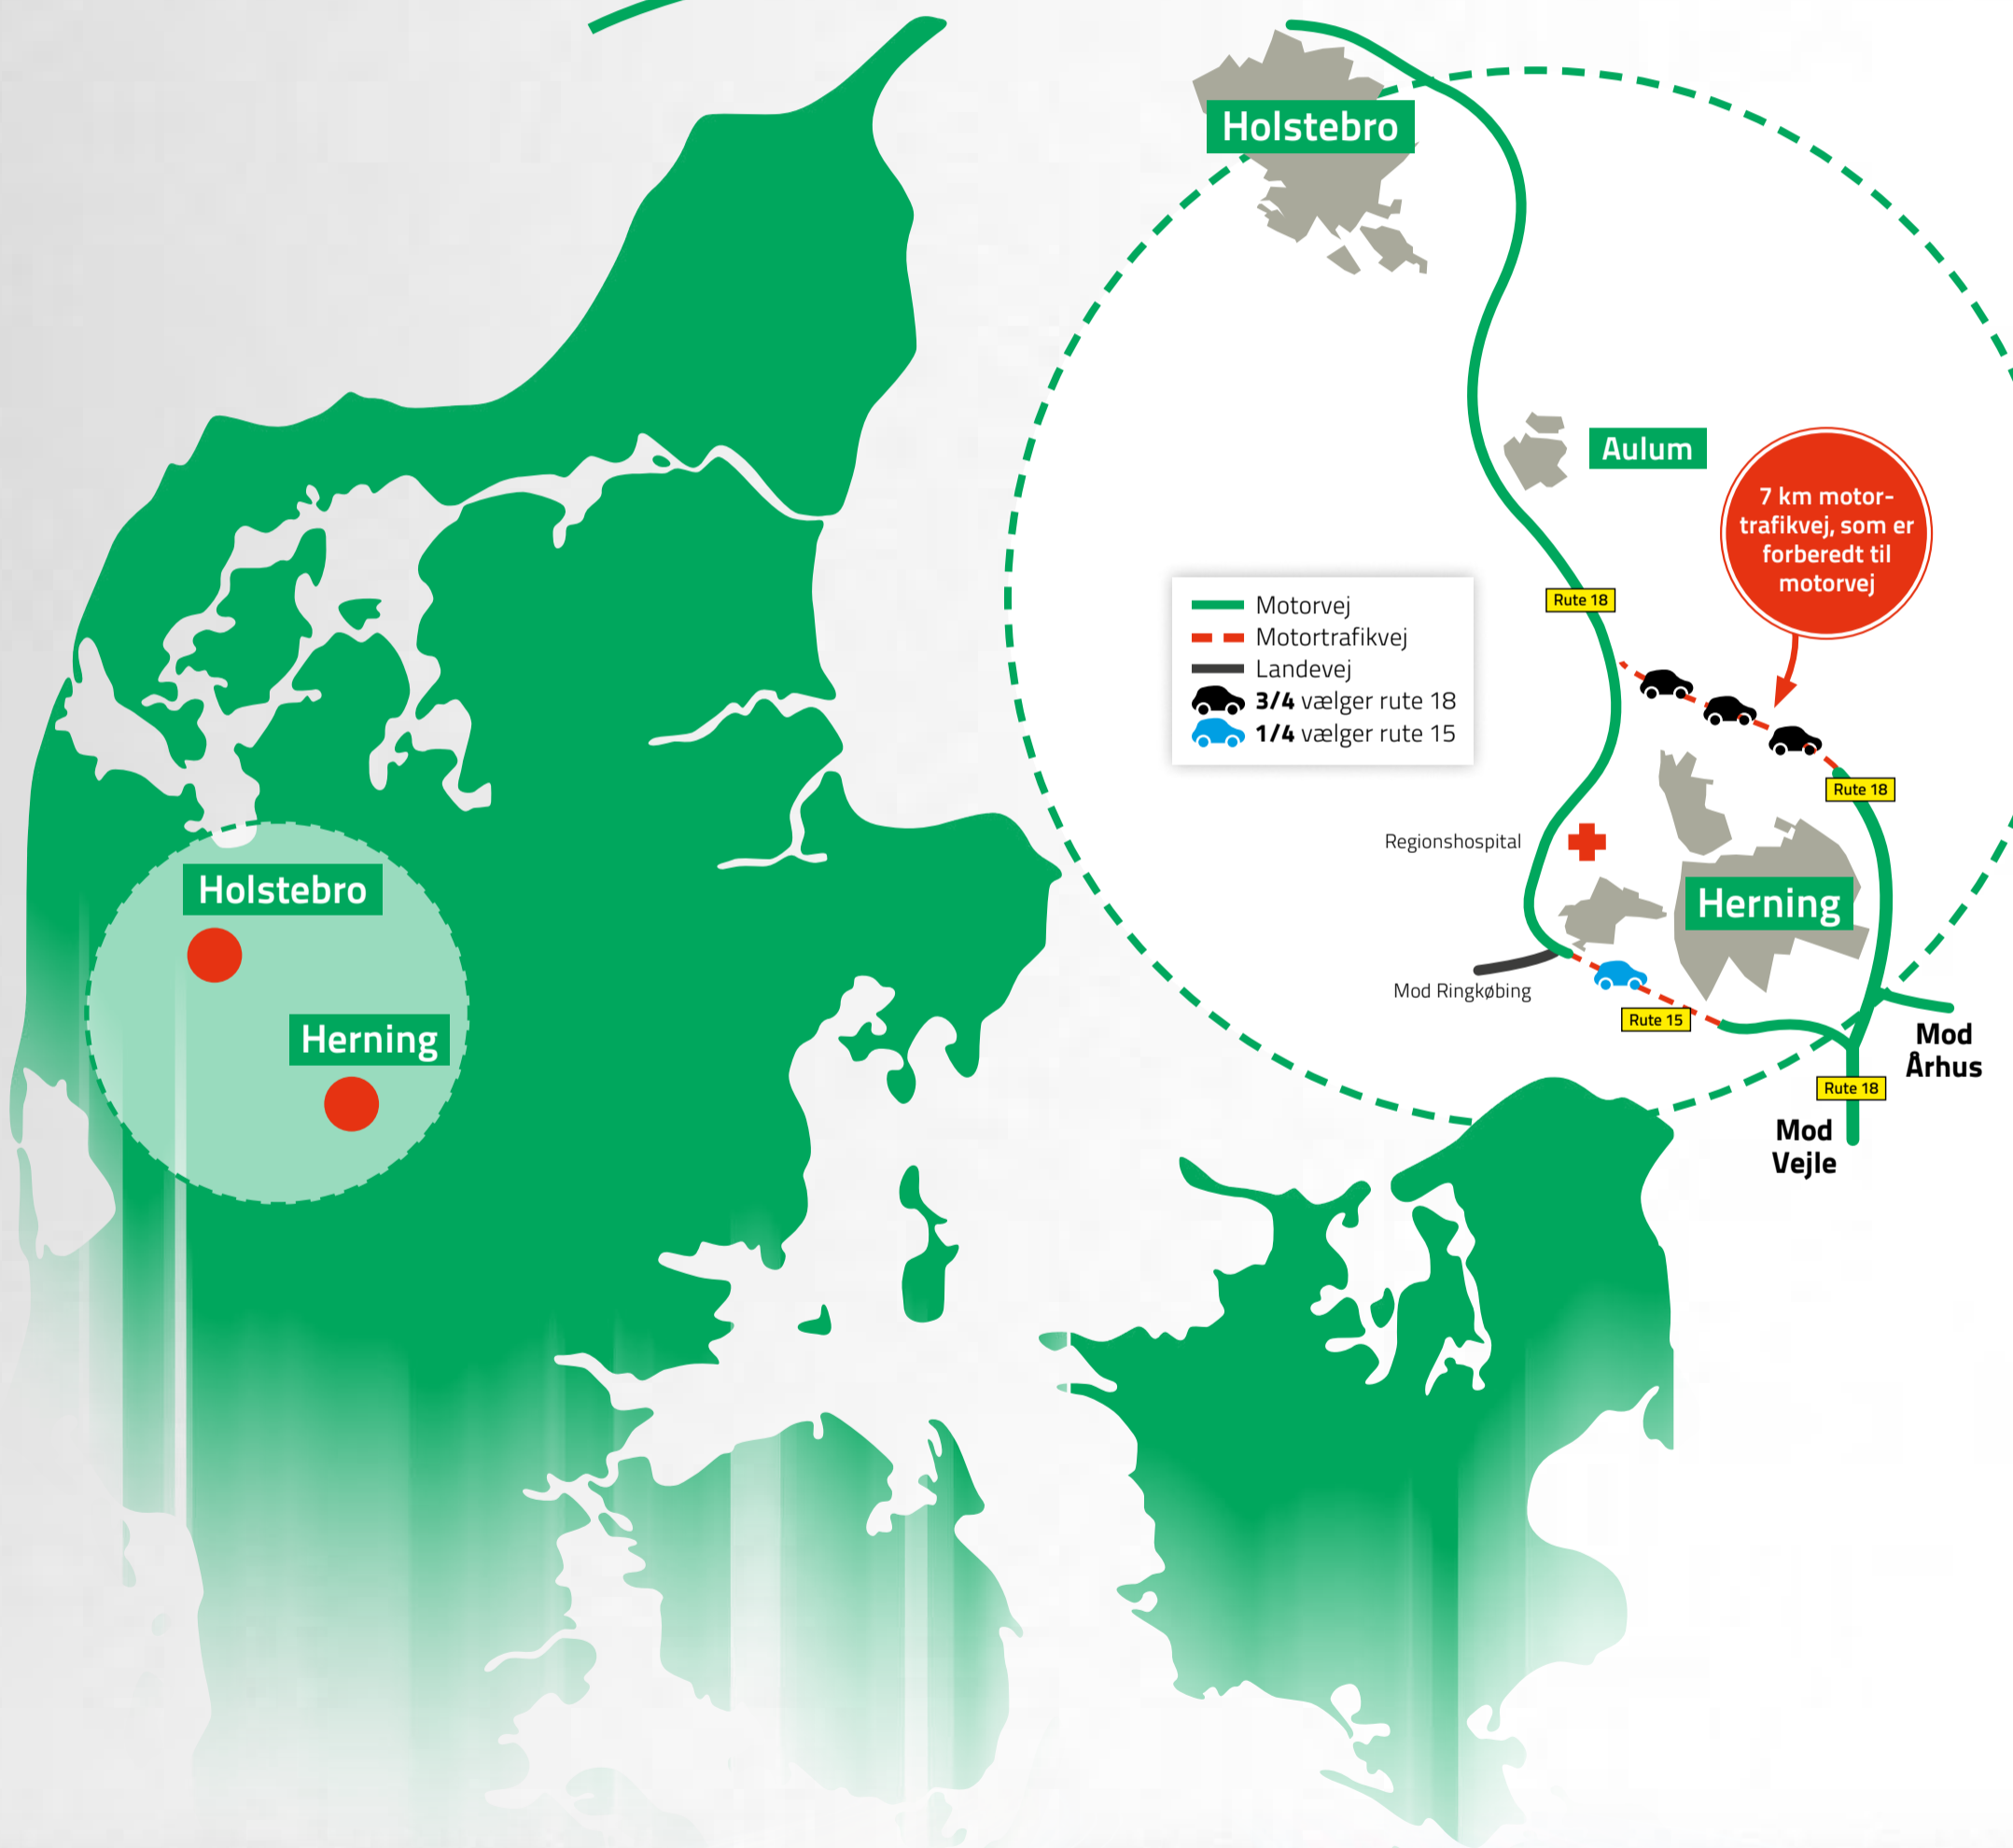 Holstebro
Aulum
7 km motor-
trafikvej, som er
forberedt til
motorvej
Motorvej
Motortrafikvej
Landevej
3/4 vælger rute 18
1/4 vælger rute 15
Rute 18
Rute 18
Regionshospital
Herning
Mod Ringkøbing
Rute 15
Mod
Århus
Rute 18
Mod
Vejle
Holstebro
Herning